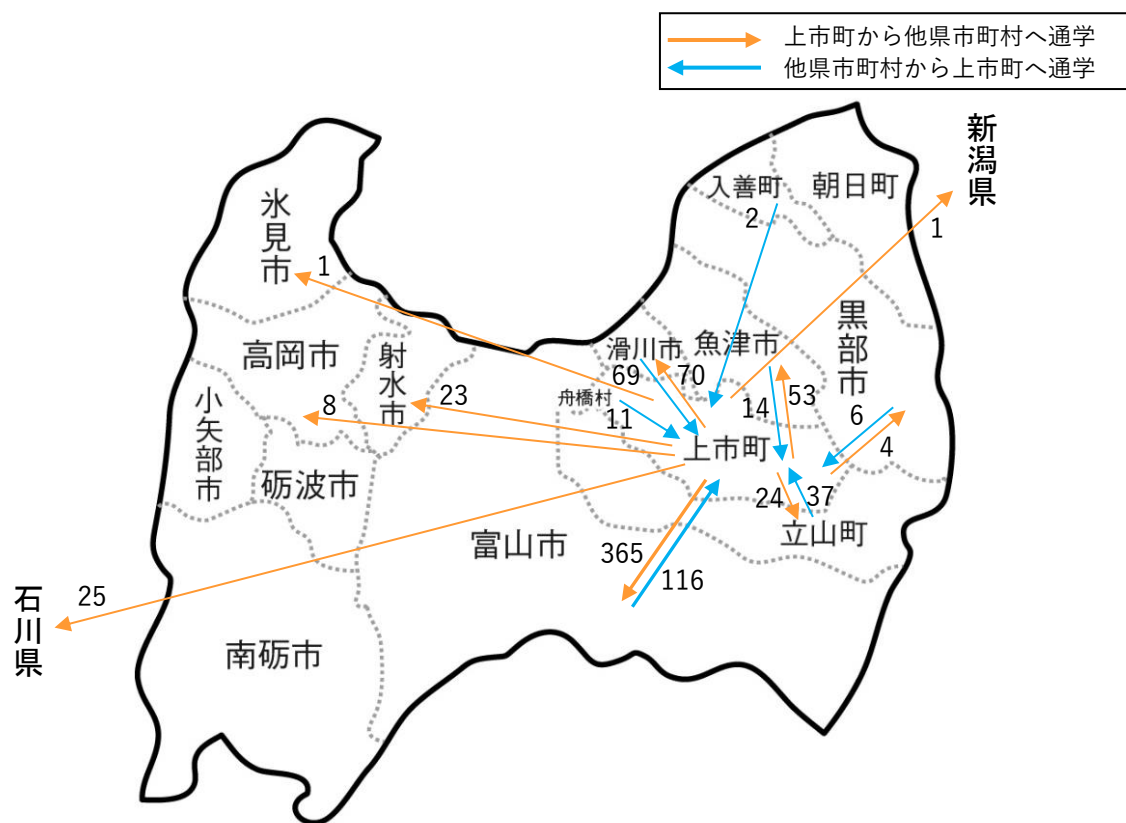 上市町から他県市町村へ通学
他県市町村から上市町へ通学
新潟県
入善町
朝日町
2
1
氷見市
1
黒部市
高岡市
射水市
滑川市
魚津市
69
70
53
舟橋村
11
14
6
4
8
23
小矢部市
上市町
砺波市
24
37
立山町
富山市
365
116
石川県
25
南砺市